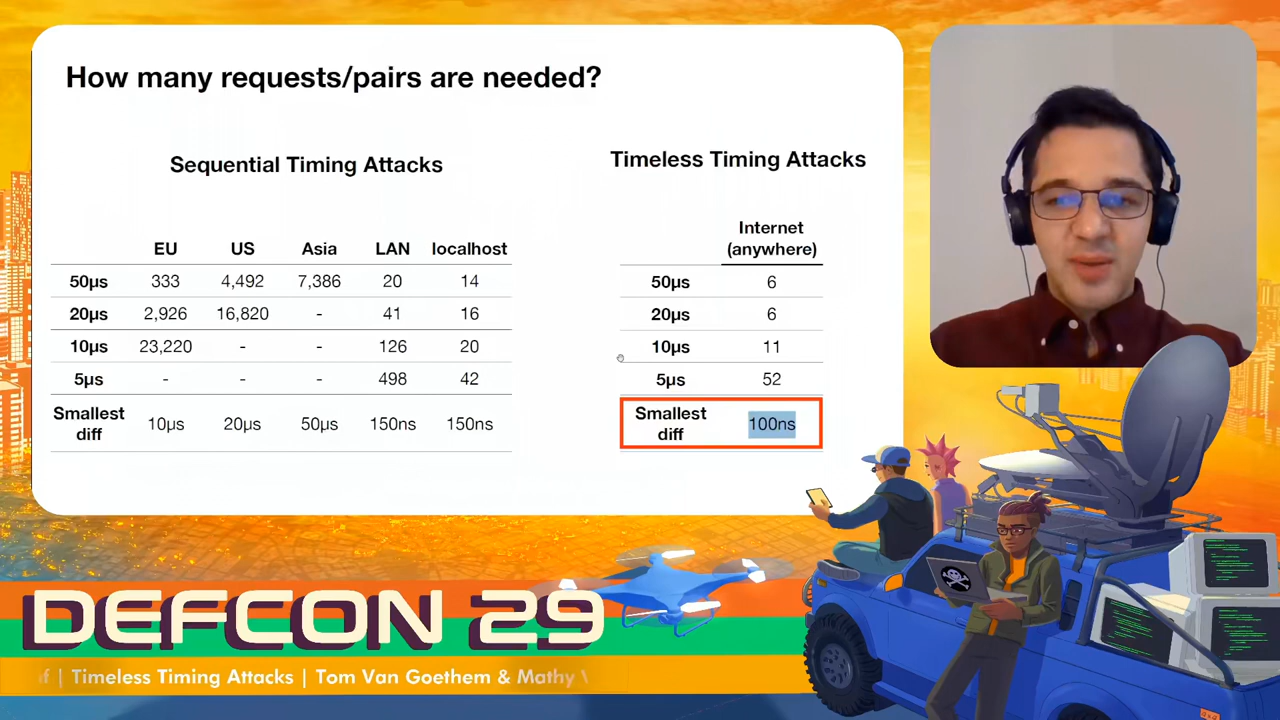 How many requests/pairs are needed?
Sequential Timing Attacks
EU US Asia LAN localhost
50µs 333 4,492 7,386 20 14
20µs 2,926 16,820 - 41 16
10µs 23,220 - - 126 20
5µs - - - 498 42
Smallest
diff 10µs 20µs 50µs 150ns 150ns
Timeless Timing Attacks
Internet
(anywhere)
50µs 6
20µs 6
10µs 11
5µs 52
Smallest
diff 100ns
DEFCON 29
| Timeless Timing Attacks | Tom Van Goethem & Mathy